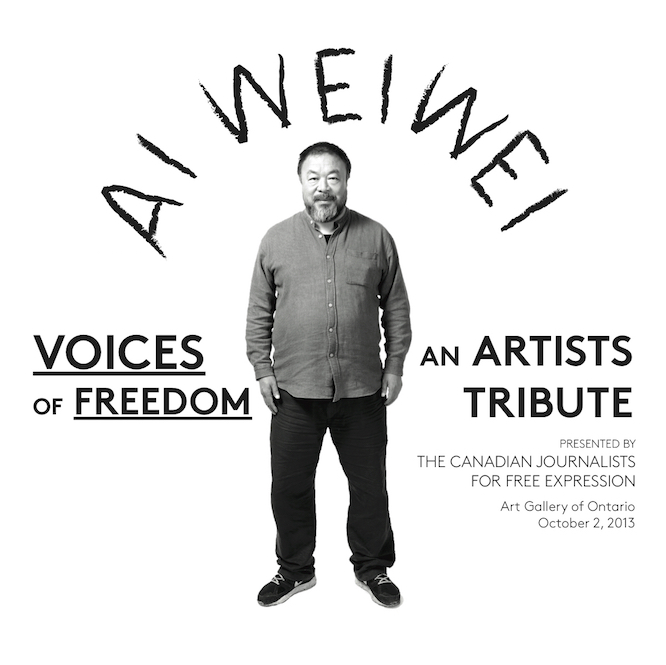 AI WEIWEI
VOICES
OF FREEDOM
AN ARTISTS
TRIBUTE
PRESENTED BY
THE CANADIAN JOURNALISTS
FOR FREE EXPRESSION
Art Gallery of Ontario
October 2, 2013